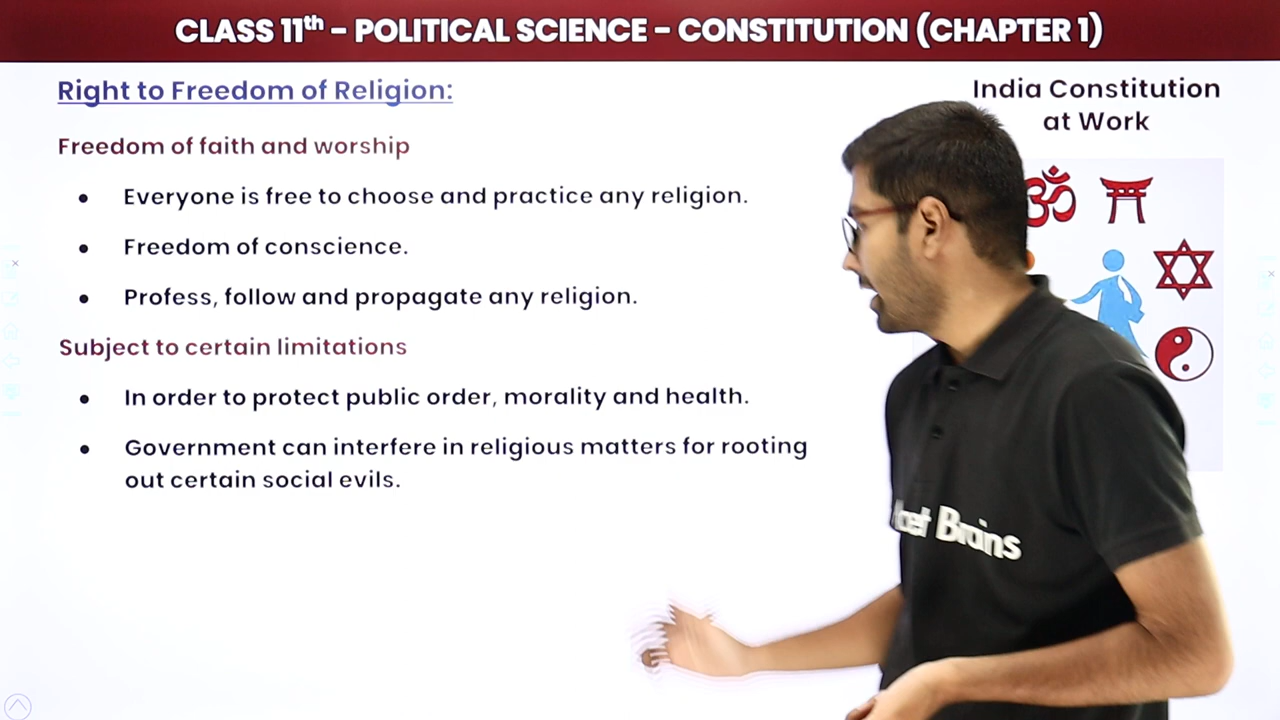 CLASS 11th - POLITICAL SCIENCE - CONSTITUTION (CHAPTER 1)
Right to Freedom of Religion:
India Constitution
at Work
Freedom of faith and worship
• Everyone is free to choose and practice any religion.
• Freedom of conscience.
• Profess, follow and propagate any religion.
Subject to certain limitations
• In order to protect public order, morality and health.
• Government can interfere in religious matters for rooting
out certain social evils.
ॐ
Brains